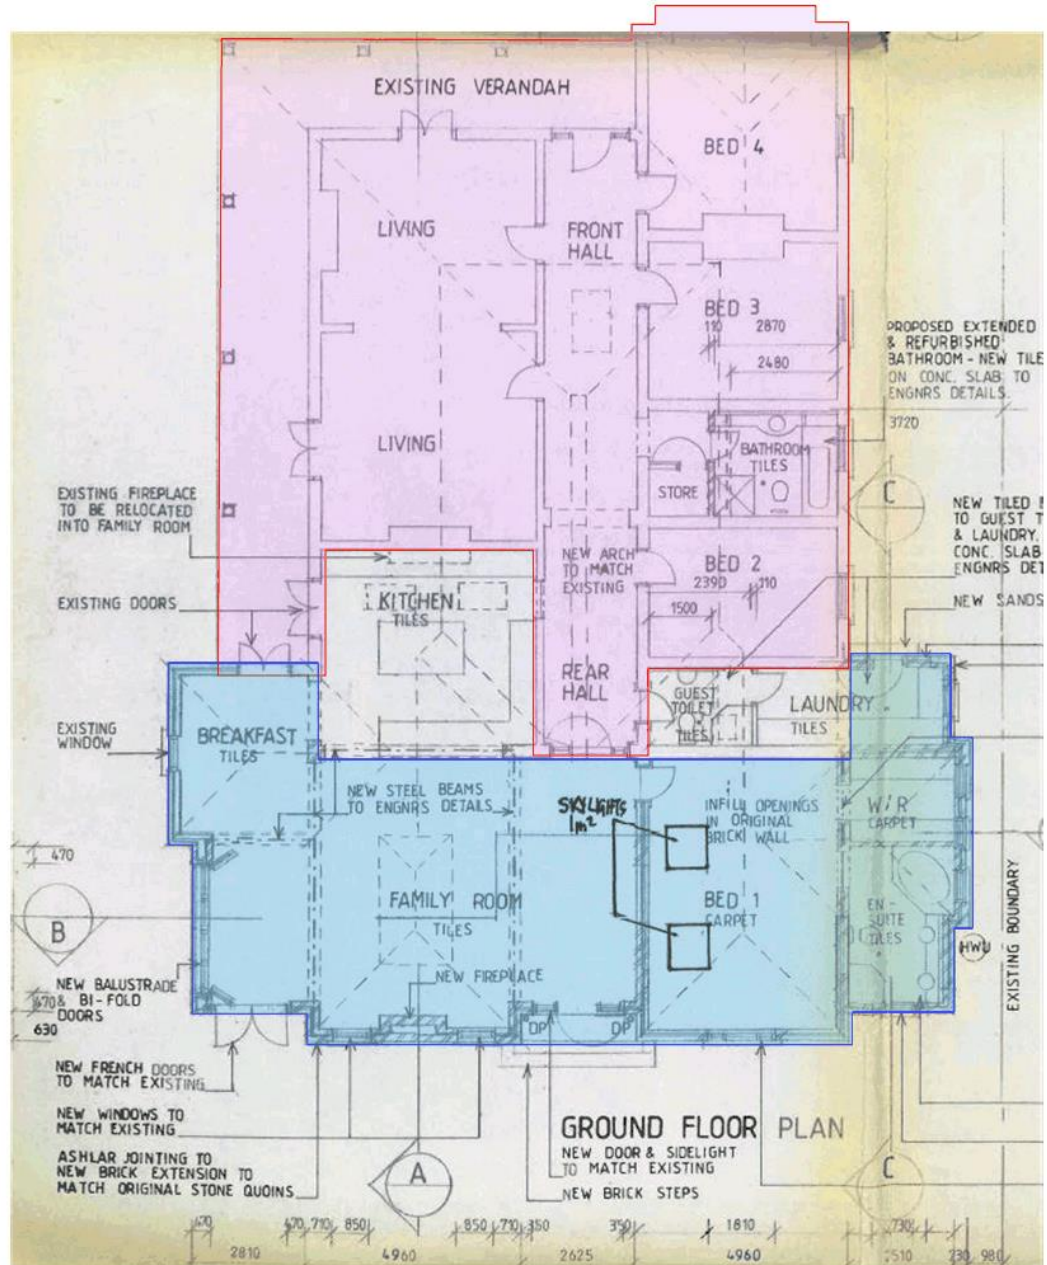 EXISTING VERANDAH
BED 4
LIVING
FRONT
HALL
BED 3
110 2870
2480
PROPOSED EXTENDED
& REFURBISHED
BATHROOM - NEW TILE
ON CONC. SLAB TO
ENGNRS DETAILS.
3720
LIVING
BATHROOM
TILES
STORE
C
EXISTING FIREPLACE
TO BE RELOCATED
INTO FAMILY ROOM
NEW TILED
TO GUEST T
& LAUNDRY.
CONC. SLAB
ENGNRS DET
NEW ARCH
TO MATCH
EXISTING
BED 2
2390 110
1500
EXISTING DOORS
KITCHEN
TILES
NEW SANDS
REAR
HALL
GUEST
TOILET
TILES
LAUNDRY
TILES
EXISTING
WINDOW
BREAKFAST
TILES
NEW STEEL BEAMS
TO ENGNRS DETAILS
SKYLIGHTS
1m²
INFILL OPENINGS
IN ORIGINAL
BRICK WALL
W/R
CARPET
470
FAMILY ROOM
TILES
BED 1
CARPET
EN-
SUITE
TILES
EXISTING BOUNDARY
B
HWU
NEW FIREPLACE
NEW BALUSTRADE
& BI-FOLD
DOORS
470
630
DP
DP
NEW FRENCH DOORS
TO MATCH EXISTING
NEW WINDOWS TO
MATCH EXISTING
GROUND FLOOR PLAN
NEW DOOR & SIDELIGHT
TO MATCH EXISTING
ASHLAR JOINTING TO
NEW BRICK EXTENSION TO
MATCH ORIGINAL STONE QUOINS
A
C
NEW BRICK STEPS
470 470 710 850 850 710 350 350 1810 730
2810 4960 2625 4960 2510 230 980